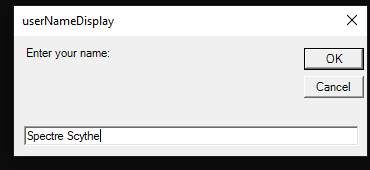 userNameDisplay
Enter your name:
OK
Cancel
Spectre Scythe